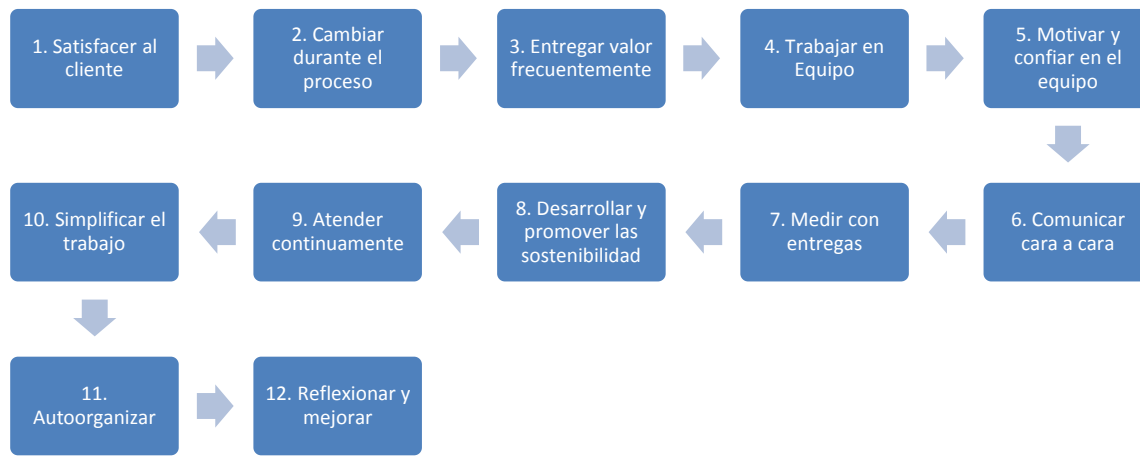 1. Satisfacer al
cliente
2. Cambiar
durante el
proceso
3. Entregar valor
frecuentemente
4. Trabajar en
Equipo
5. Motivar y
confiar en el
equipo
6. Comunicar
cara a cara
7. Medir con
entregas
8. Desarrollar y
promover las
sostenibilidad
9. Atender
continuamente
10. Simplificar el
trabajo
11.
Autoorganizar
12. Reflexionar y
mejorar